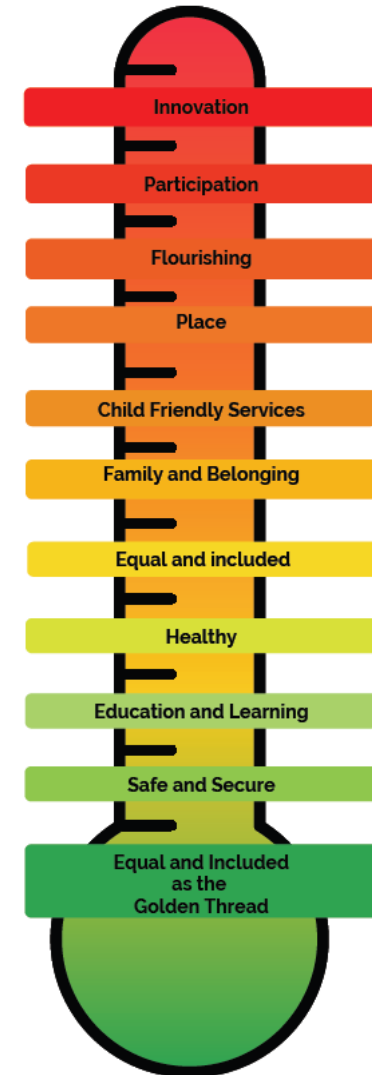 Innovation
Participation
Flourishing
Place
Child Friendly Services
Family and Belonging
Equal and included
Healthy
Education and Learning
Safe and Secure
Equal and Included
as the
Golden Thread